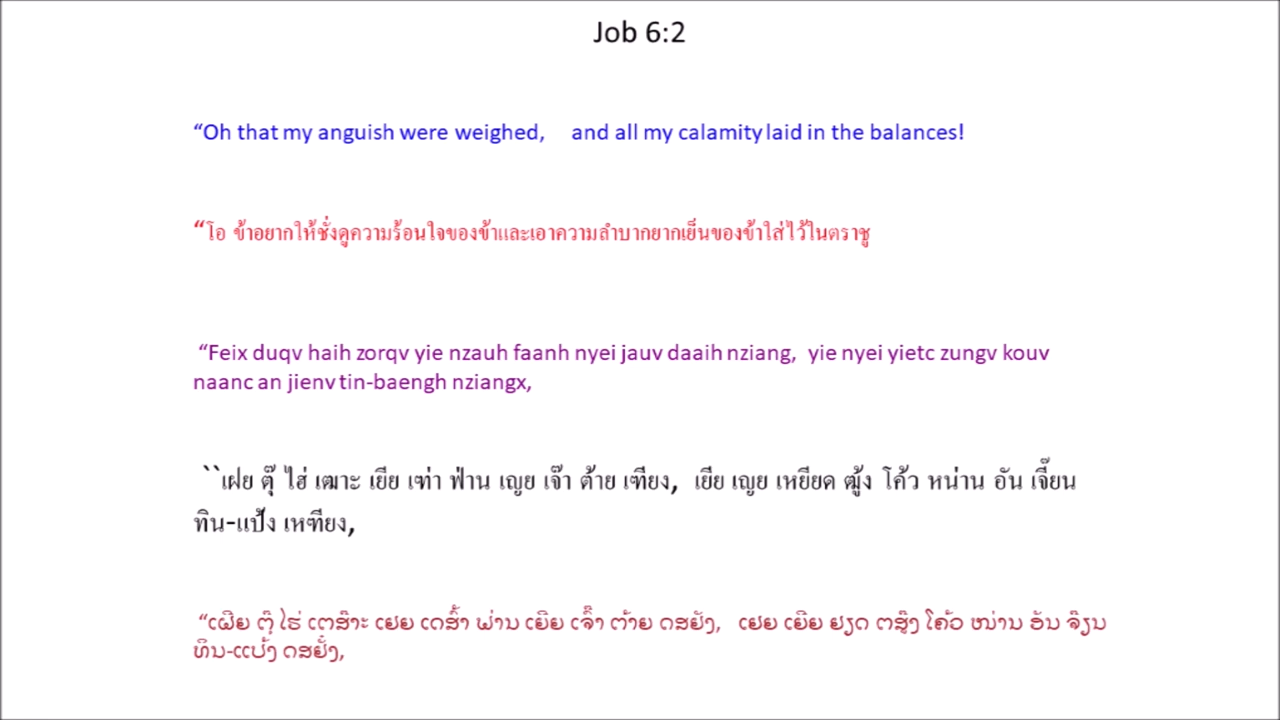 Job 6:2
“Oh that my anguish were weighed, and all my calamity laid in the balances!
“โอ ข้าอยากให้ชั่งดูความร้อนใจของข้าและเอาความลำบากยากเย็นของข้าใส่ไว้ในตราชู
“Feix duqv haih zorqv yie nzauh faanh nyei jauv daaih nziang, yie nyei yietc zungv kouv
naanc an jienv tin-baengh nziangx,
``เฝย ตุ๊ ไฮ่ เฒาะ เยีย เฑ่า ฟ่าน เญย เจ๊า ต้าย เฑียง, เยีย เญย เหยียด ฒู้ง โค้ว หน่าน อัน เจี๊ยน
ทิน-แป้ง เหฑียง,
“ເຝີຍ ຕຸ໊ ໄຮ່ ເຕສ໊າະ ເຢຍ ເດສົ້າ ຟ່ານ ເຍີຍ ເຈົ໊າ ຕ້າຍ ດສຢັງ, ເຢຍ ເຍີຍ ຢຽດ ຕສູ໊ງ ໂຄ້ວ ໜ່ານ ອັນ ຈ໊ຽນ
ທິນ-ແປ້ງ ດສຢັ໋ງ,